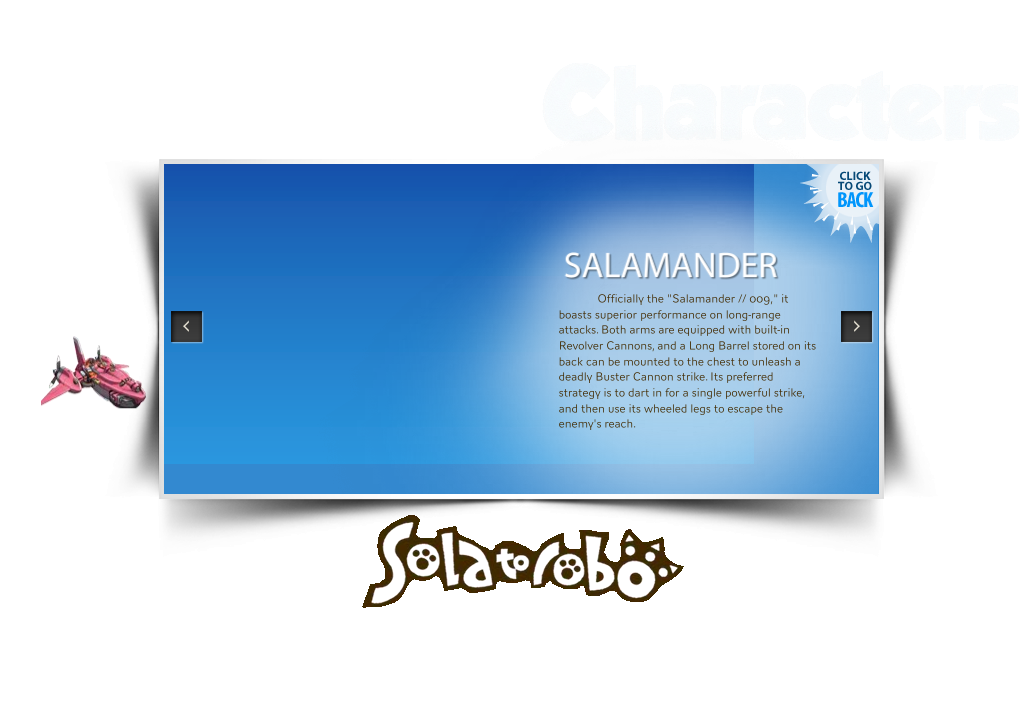 Characters
CLICK
TO GO
BACK
SALAMANDER
Officially the "Salamander // 009," it
boasts superior performance on long-range
attacks. Both arms are equipped with built-in
Revolver Cannons, and a Long Barrel stored on its
back can be mounted to the chest to unleash a
deadly Buster Cannon strike. Its preferred
strategy is to dart in for a single powerful strike,
and then use its wheeled legs to escape the
enemy's reach.
Solatorobo